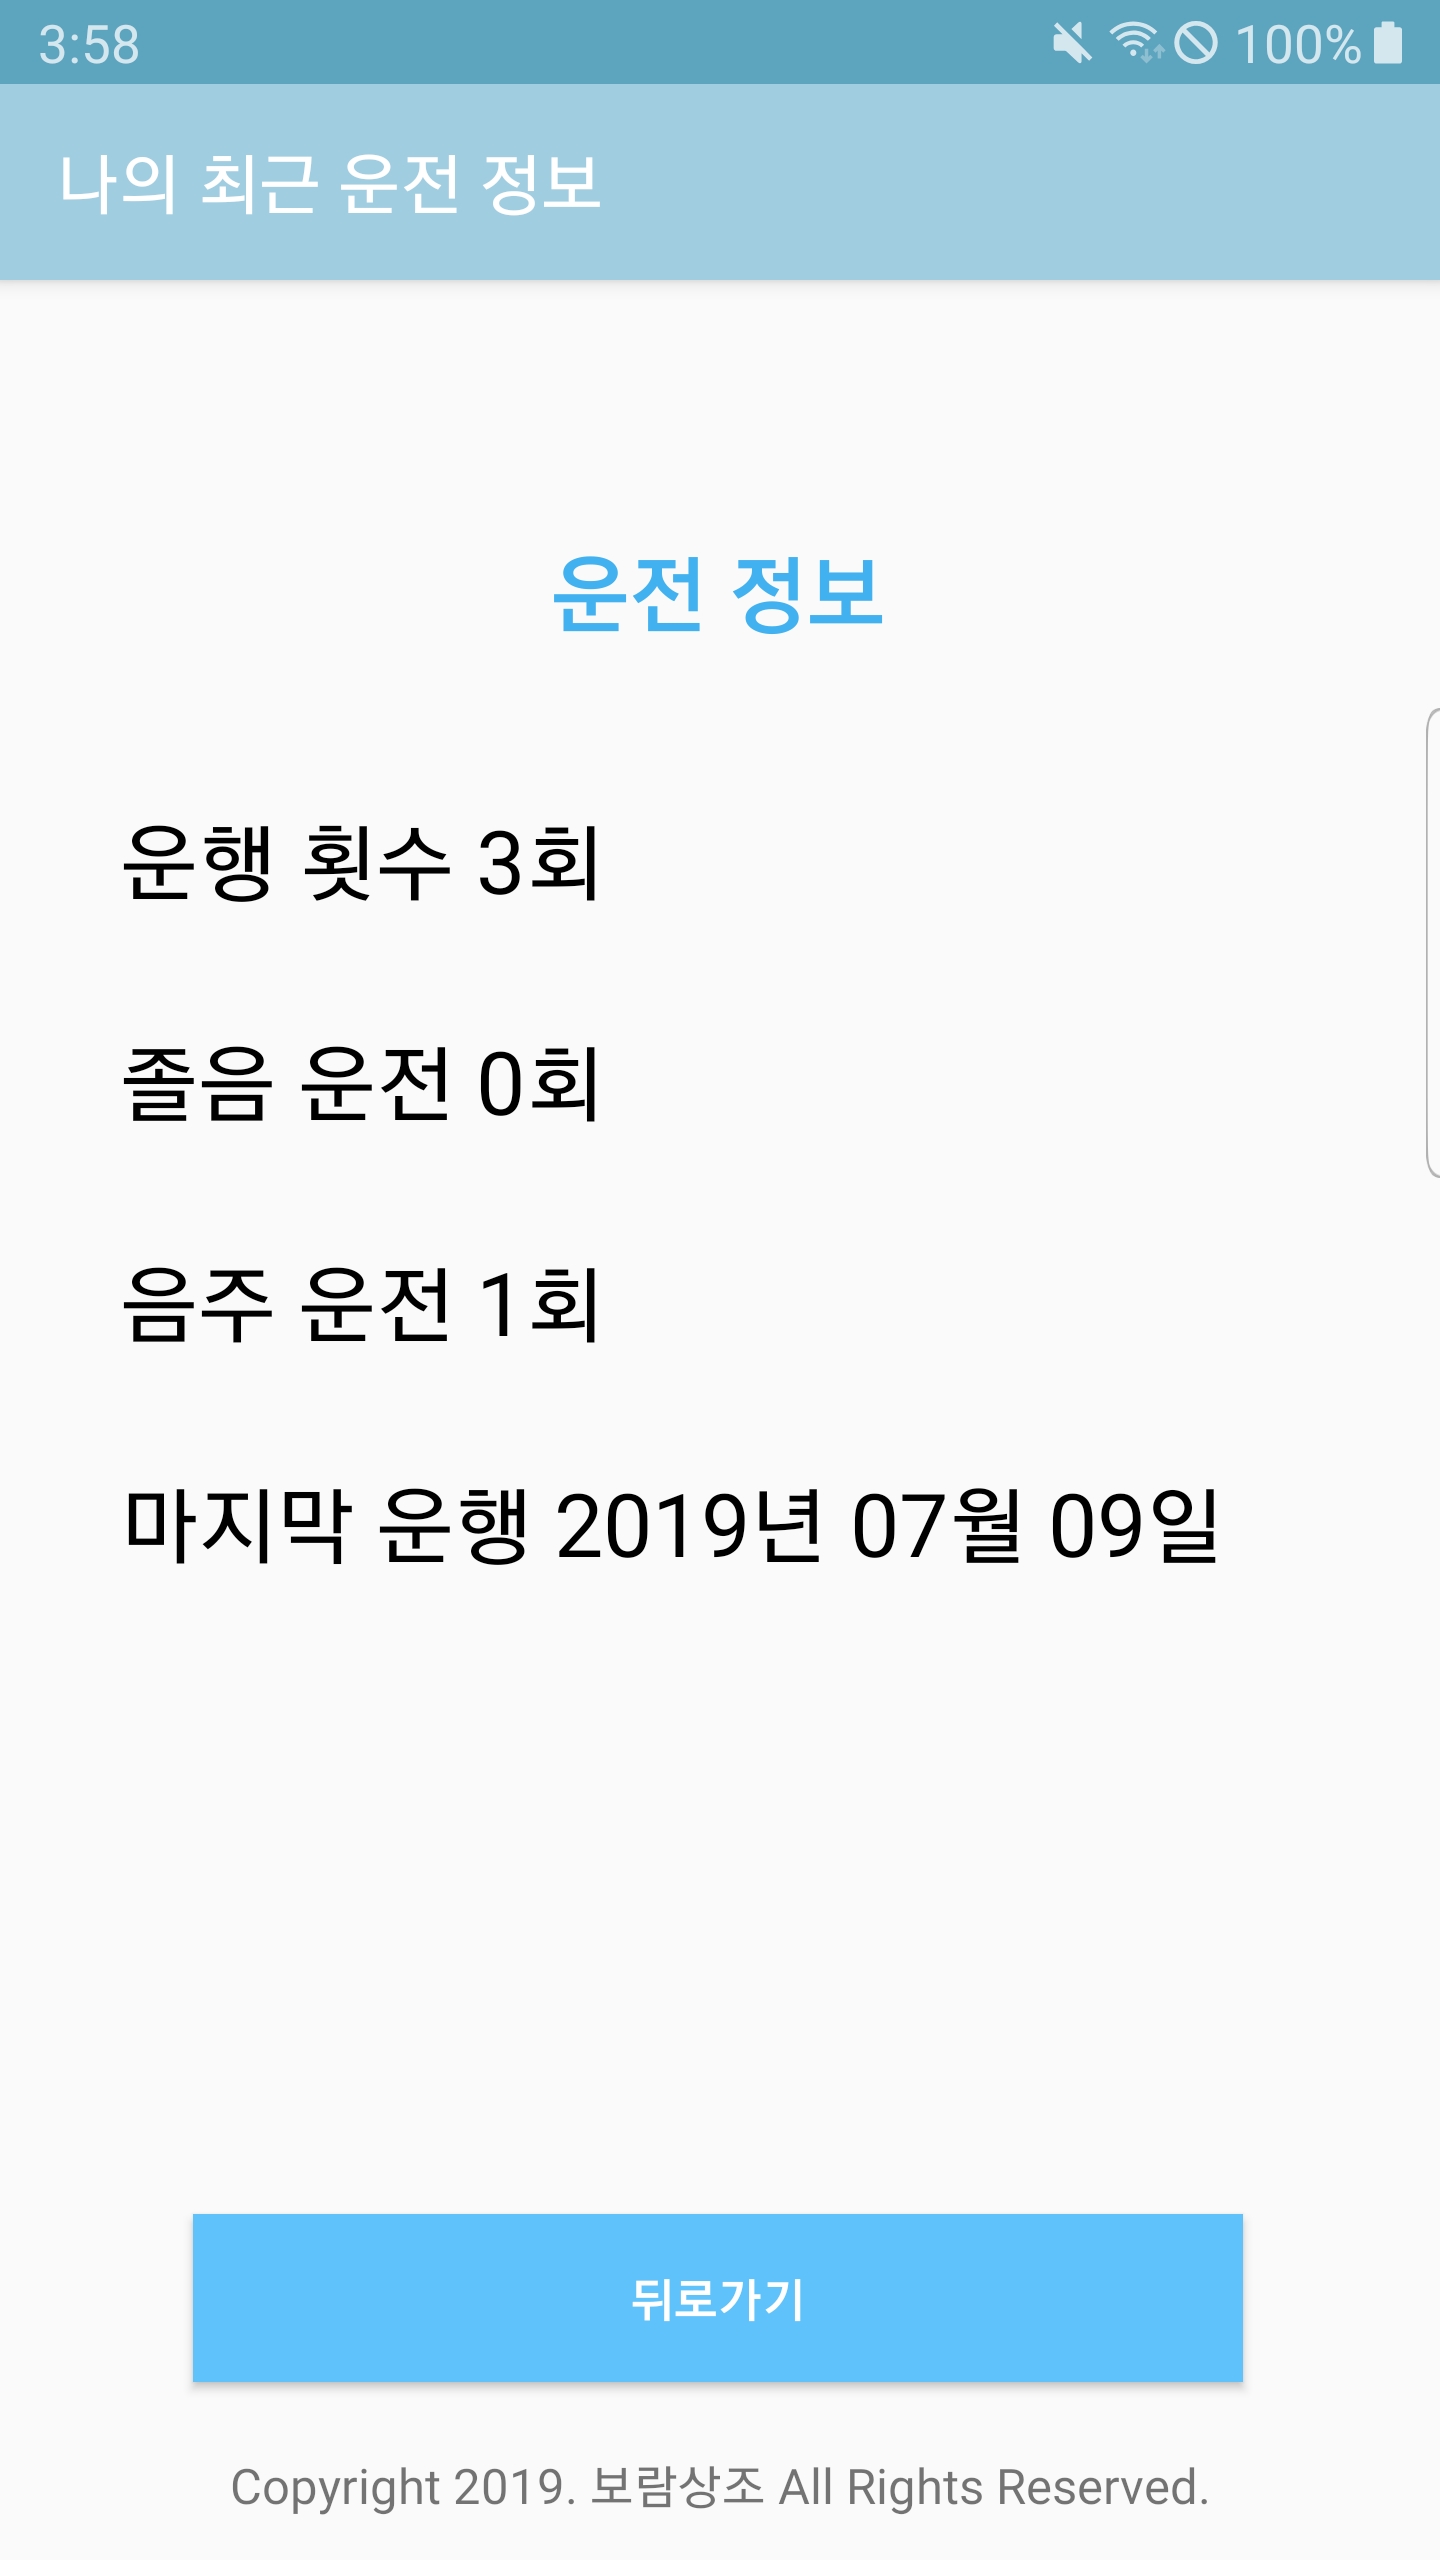 3:58
100%
나의 최근 운전 정보
운전 정보
운행 횟수 3회
졸음 운전 0회
음주 운전 1회
마지막 운행 2019년 07월 09일
뒤로가기
Copyright 2019. 보람상조 All Rights Reserved.